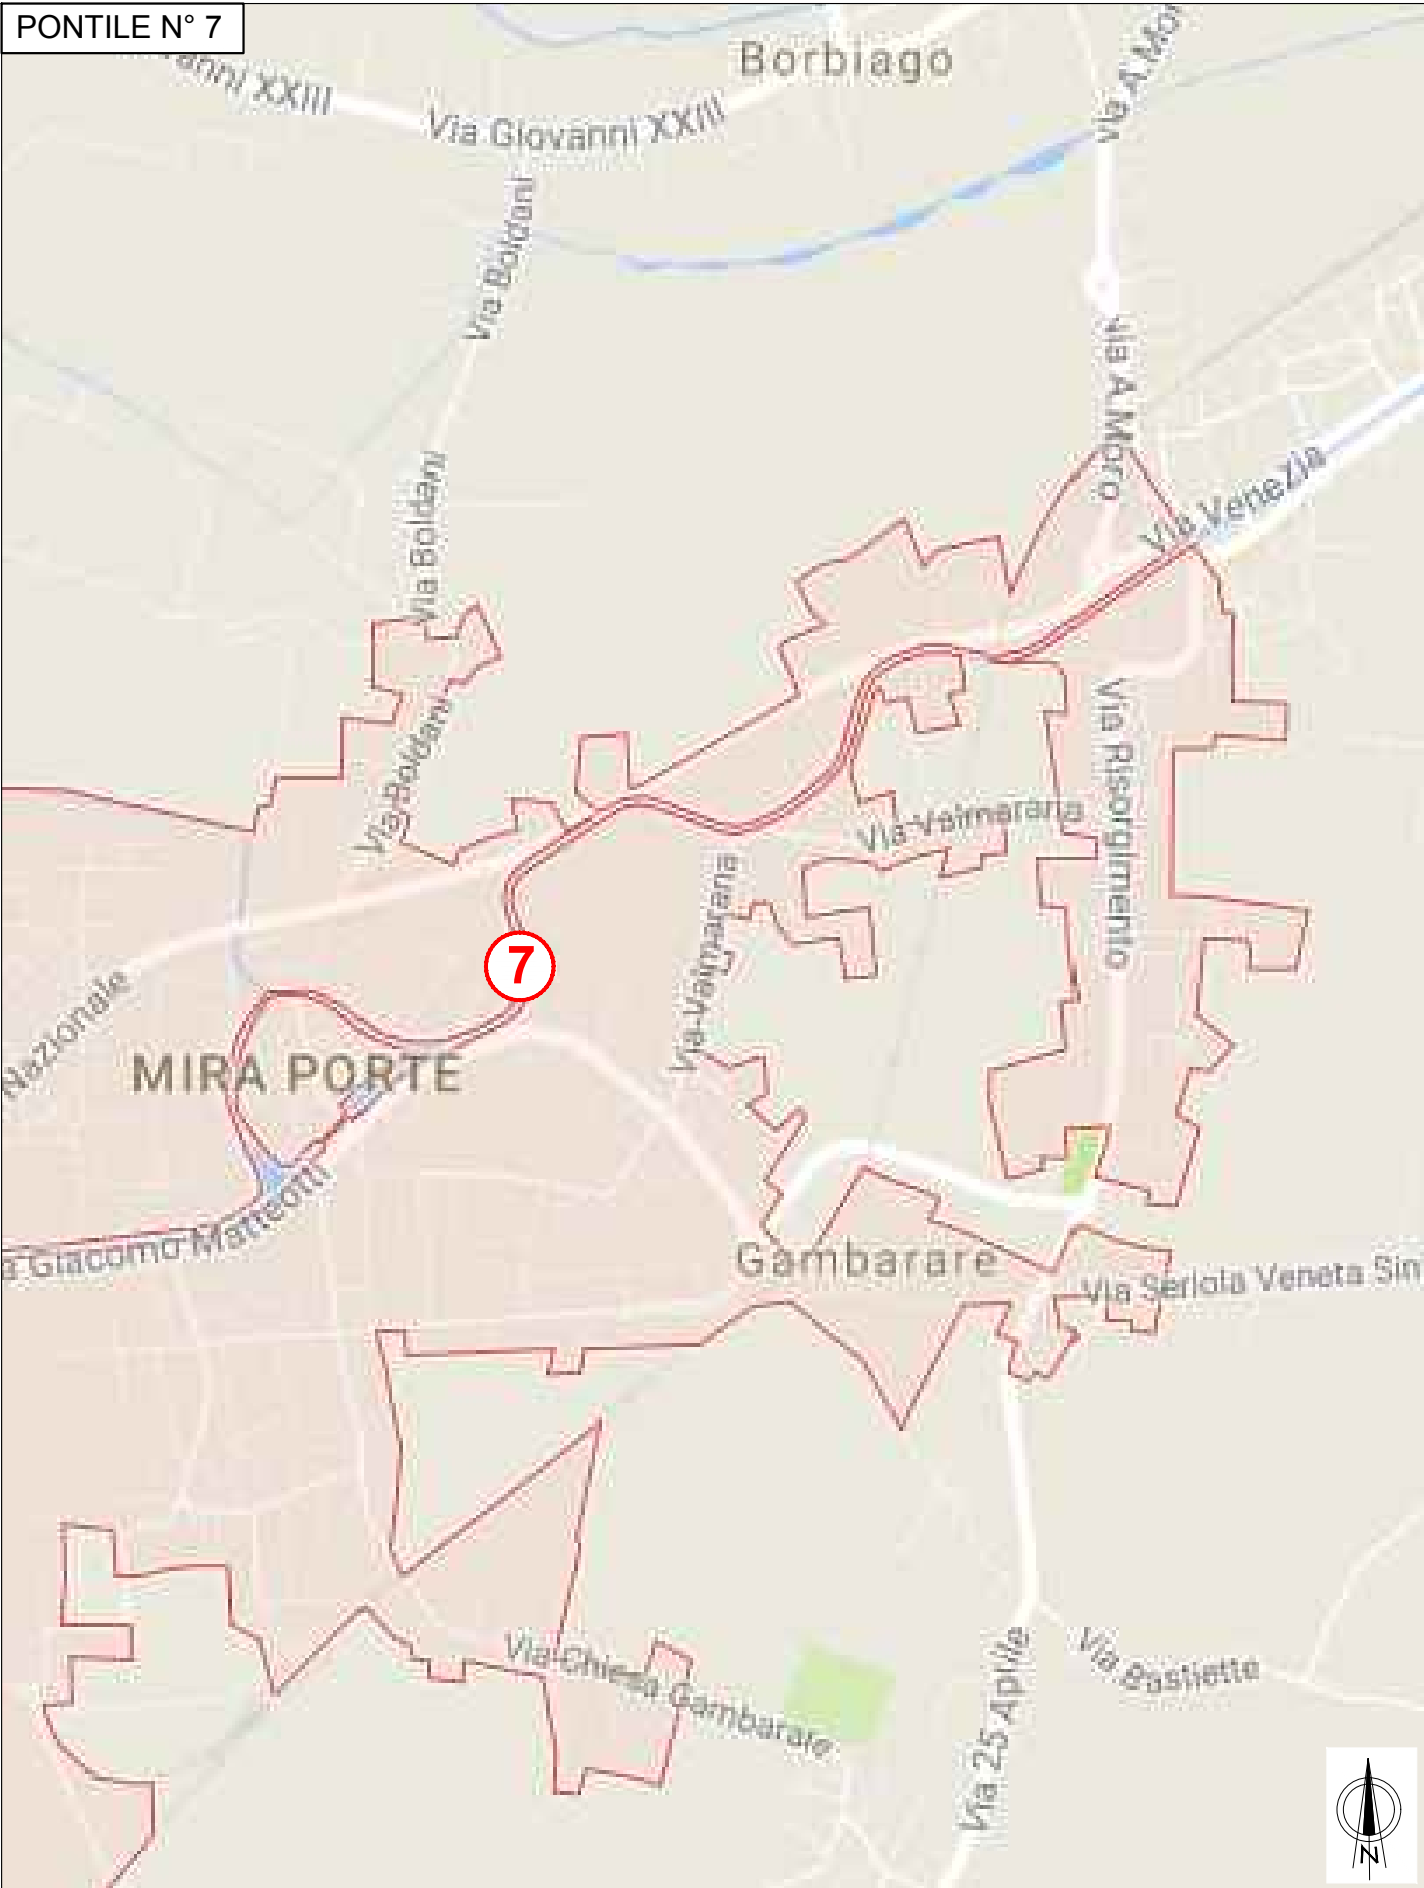 PONTILE N° 7
Borbiago
Via A.Mor
anni XXIII
Via Giovanni XXIII
Via Boldani
Via A.Moro
Via Venezia
Via Boldani
Via Boldani
Via Risorgimento
Via Valmarana
Via Valmarana
7
Nazionale
MIRA PORTE
a Giacomo Matteotti
Gambarare
Via Seriola Veneta Sin
Via Chiesa Gambarare
Via 25 Aprile
Via Bastiette
N